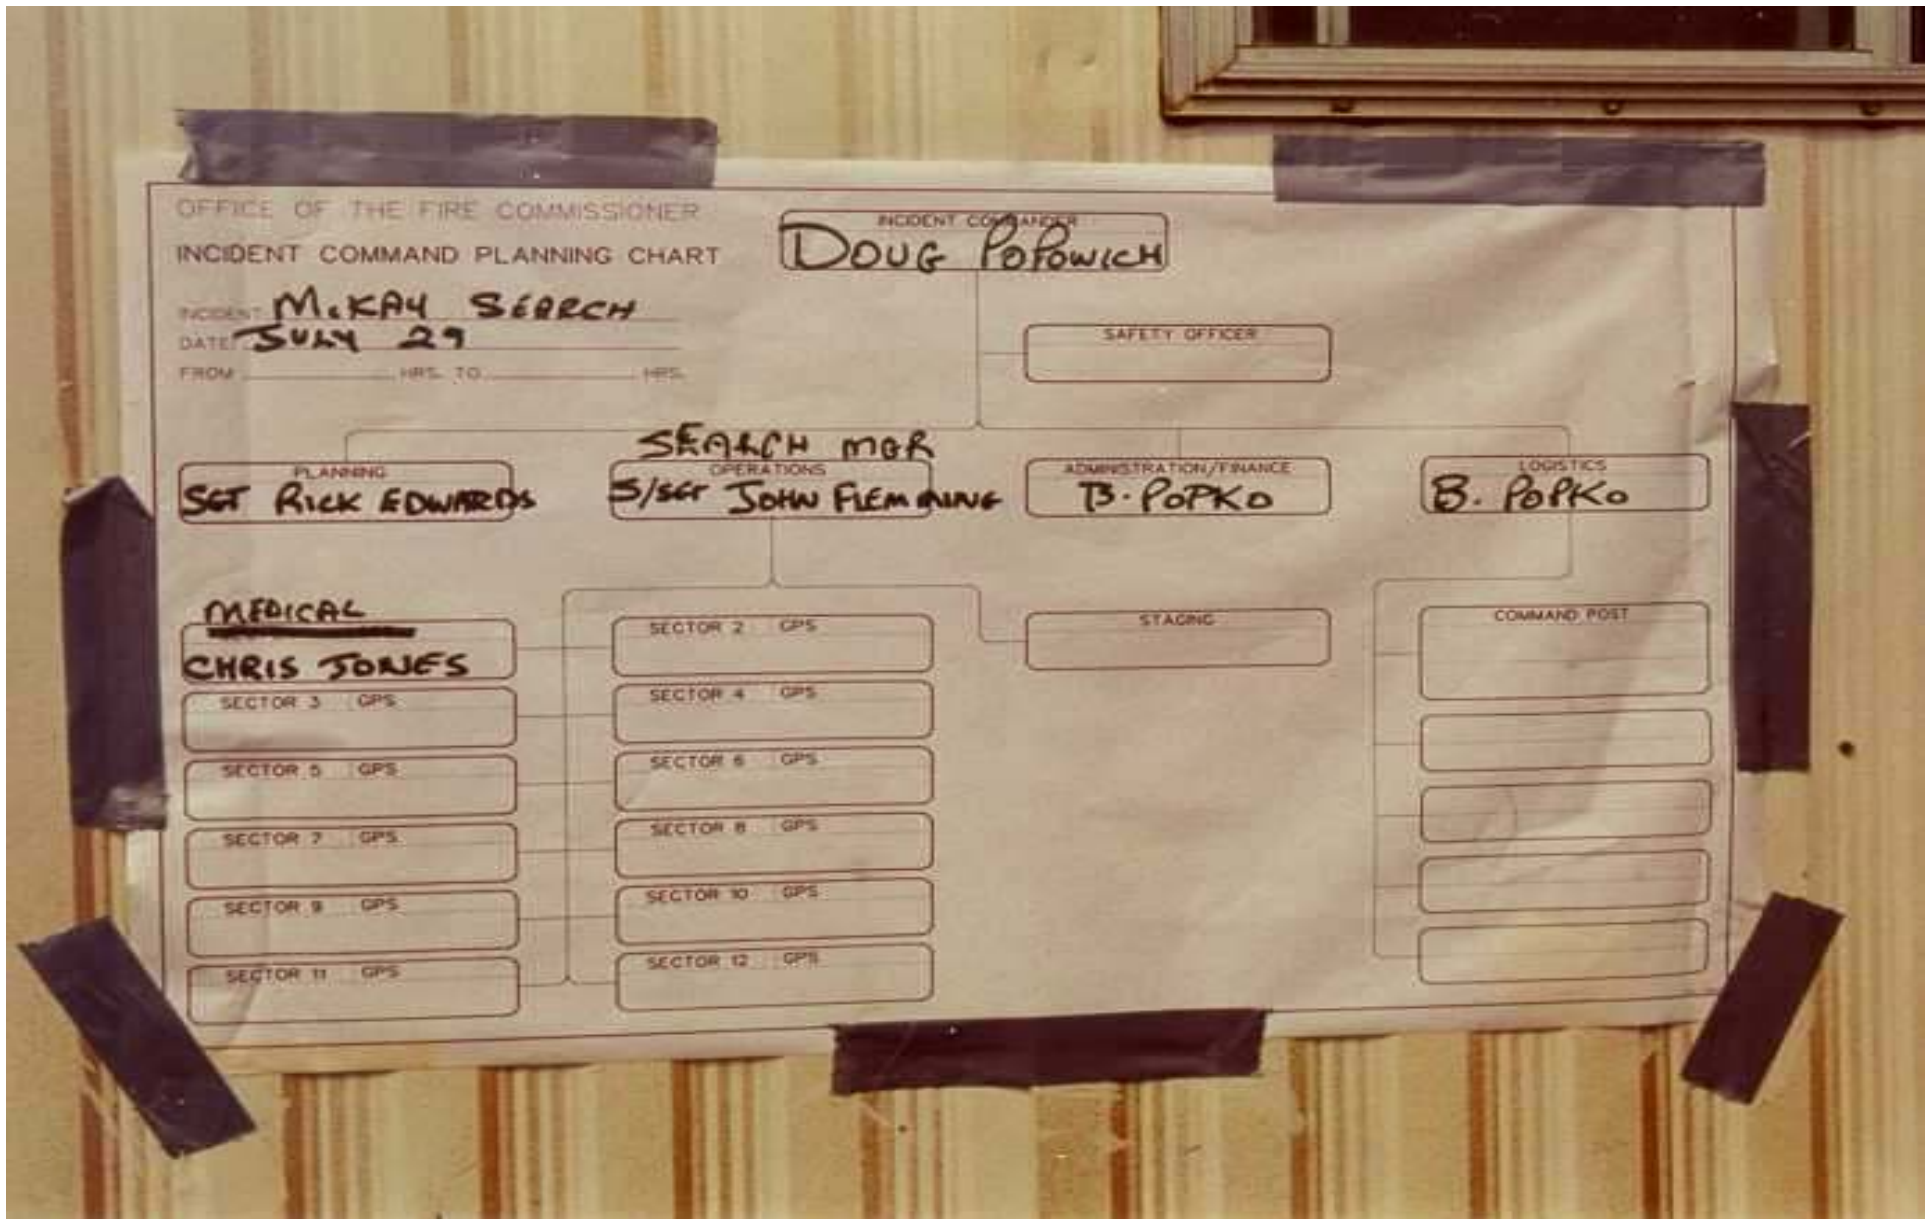 OFFICE OF THE FIRE COMMISSIONER
INCIDENT COMMAND PLANNING CHART
INCIDENT: McKAY SEARCH
DATE: JULY 29
FROM HRS. TO HRS.
INCIDENT COMMANDER
DOUG POPOWICH
SAFETY OFFICER
PLANNING
SGT RICK EDWARDS
SEARCH MGR
OPERATIONS
S/SGT JOHN FLEMMING
ADMINISTRATION/FINANCE
B. POPKO
LOGISTICS
B. POPKO
MEDICAL
CHRIS JONES
SECTOR 2 GPS
SECTOR 3 GPS
SECTOR 4 GPS
SECTOR 5 GPS
SECTOR 6 GPS
SECTOR 7 GPS
SECTOR 8 GPS
SECTOR 9 GPS
SECTOR 10 GPS
SECTOR 11 GPS
SECTOR 12 GPS
STAGING
COMMAND POST